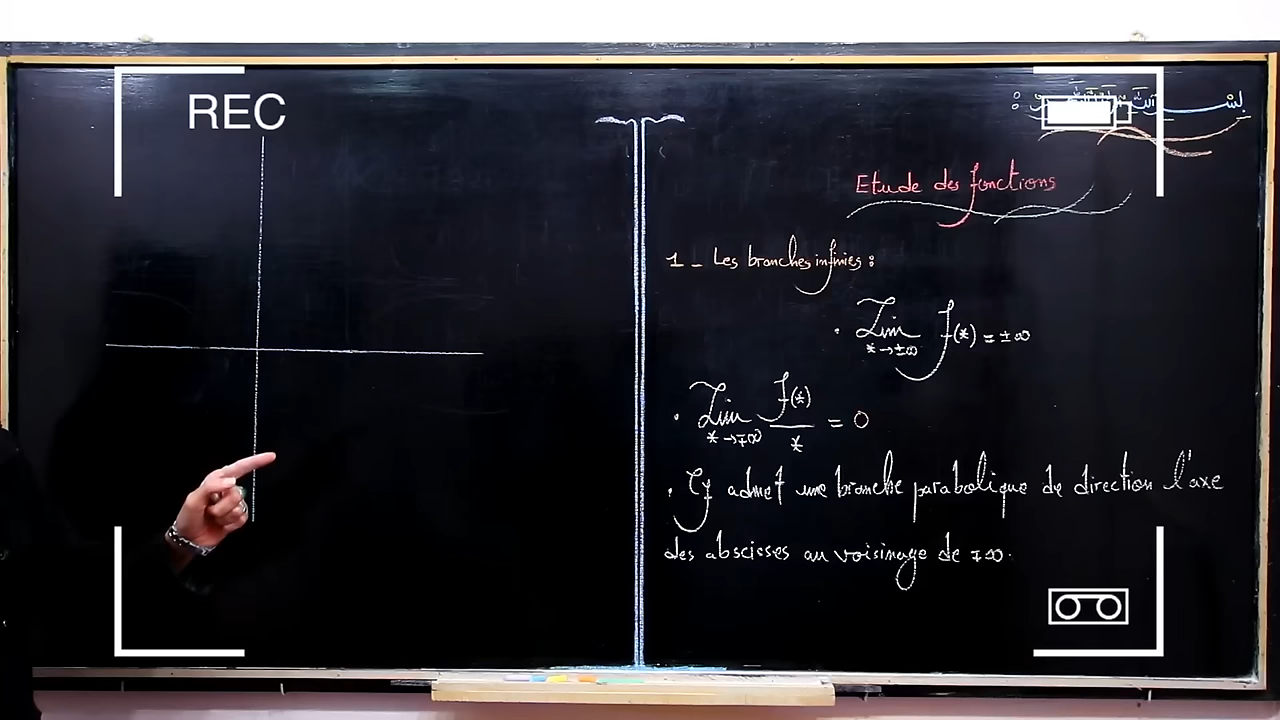 REC
Etude des fonctions
1 - Les branches infinies :
• Lim f(x) = ±∞
x→±∞
• Lim f(x)/x = 0
x→∓∞
• Cf admet une branche parabolique de direction l'axe
des abscisses au voisinage de ∓∞.